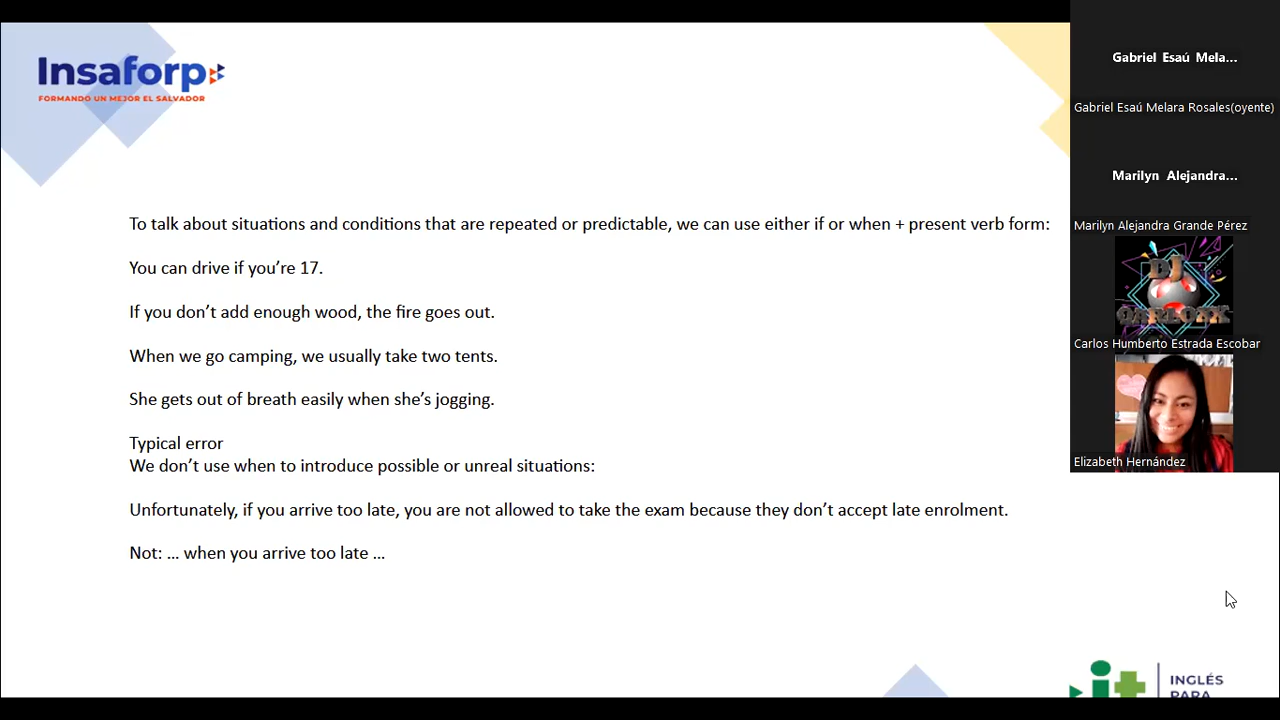 Insaforp
FORMANDO UN MEJOR EL SALVADOR
To talk about situations and conditions that are repeated or predictable, we can use either if or when + present verb form:
You can drive if you’re 17.
If you don’t add enough wood, the fire goes out.
When we go camping, we usually take two tents.
She gets out of breath easily when she’s jogging.
Typical error
We don’t use when to introduce possible or unreal situations:
Unfortunately, if you arrive too late, you are not allowed to take the exam because they don’t accept late enrolment.
Not: … when you arrive too late …
Gabriel Esaú Mela...
Gabriel Esaú Melara Rosales(oyente)
Marilyn Alejandra...
Marilyn Alejandra Grande Pérez
DJ
QARLOXX
Carlos Humberto Estrada Escobar
Elizabeth Hernández
it+
INGLÉS
PARA